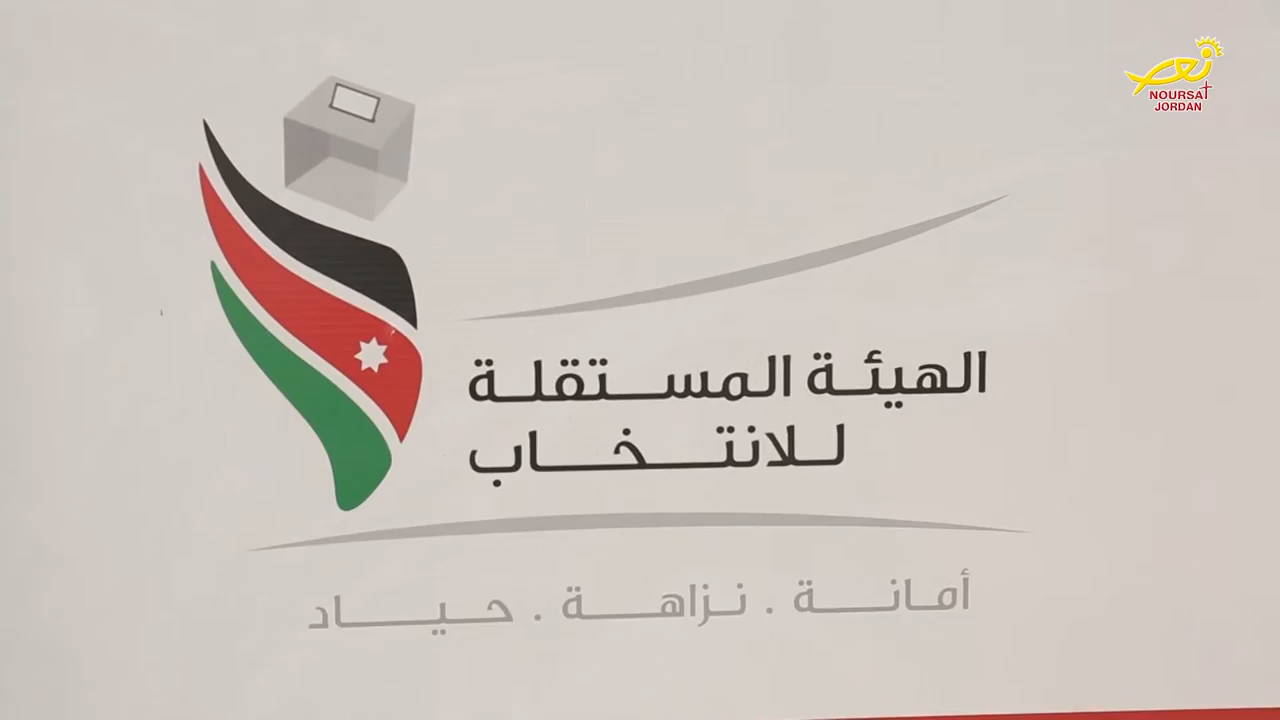 NOURSAT
JORDAN
الهيئة المستقلة
للانتخاب
أمانة . نزاهة . حياد